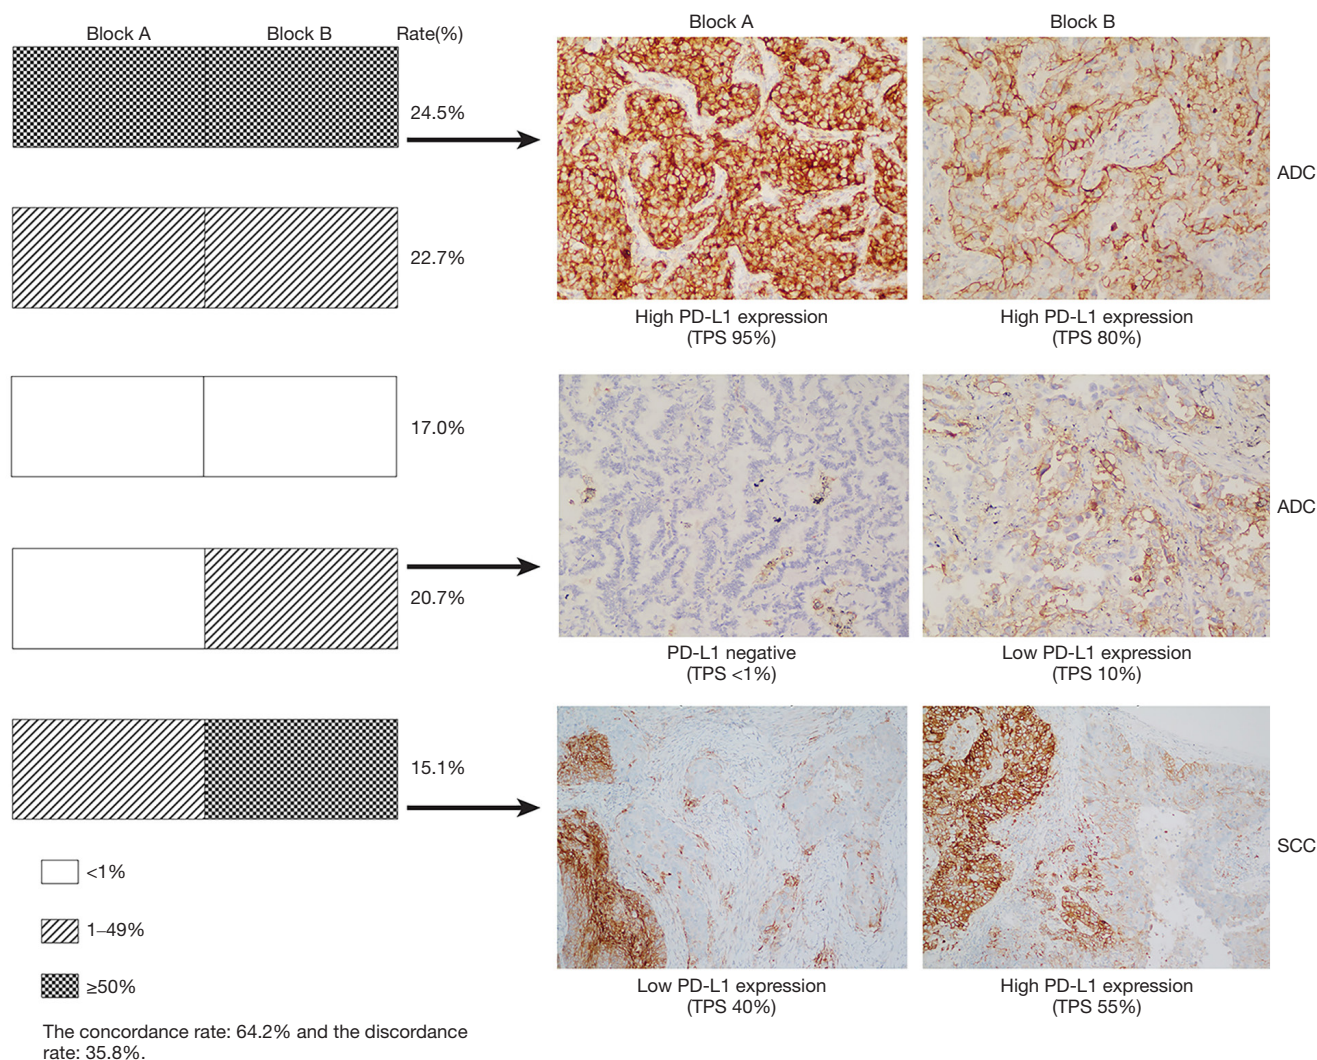 Block A
Block B
Rate(%)
24.5%
22.7%
17.0%
20.7%
15.1%
<1%
1–49%
≥50%
The concordance rate: 64.2% and the discordance
rate: 35.8%.
Block A
Block B
ADC
High PD-L1 expression
(TPS 95%)
High PD-L1 expression
(TPS 80%)
ADC
PD-L1 negative
(TPS <1%)
Low PD-L1 expression
(TPS 10%)
SCC
Low PD-L1 expression
(TPS 40%)
High PD-L1 expression
(TPS 55%)